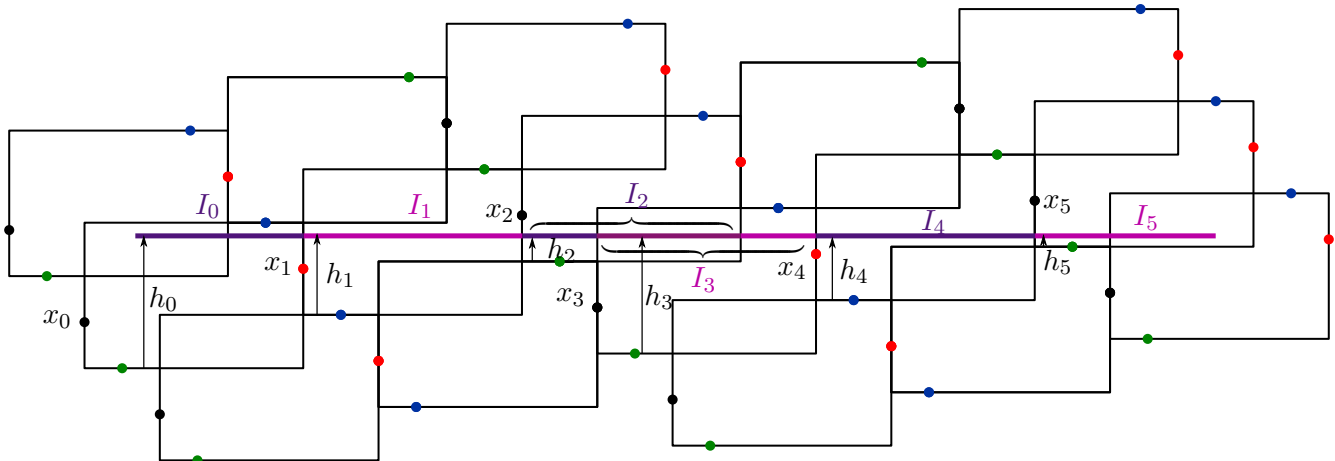 I₀
I₁
I₂
x₂
x₅
I₄
I₅
h₂
x₁
h₁
x₄
h₄
h₅
I₃
h₀
h₃
x₃
x₀